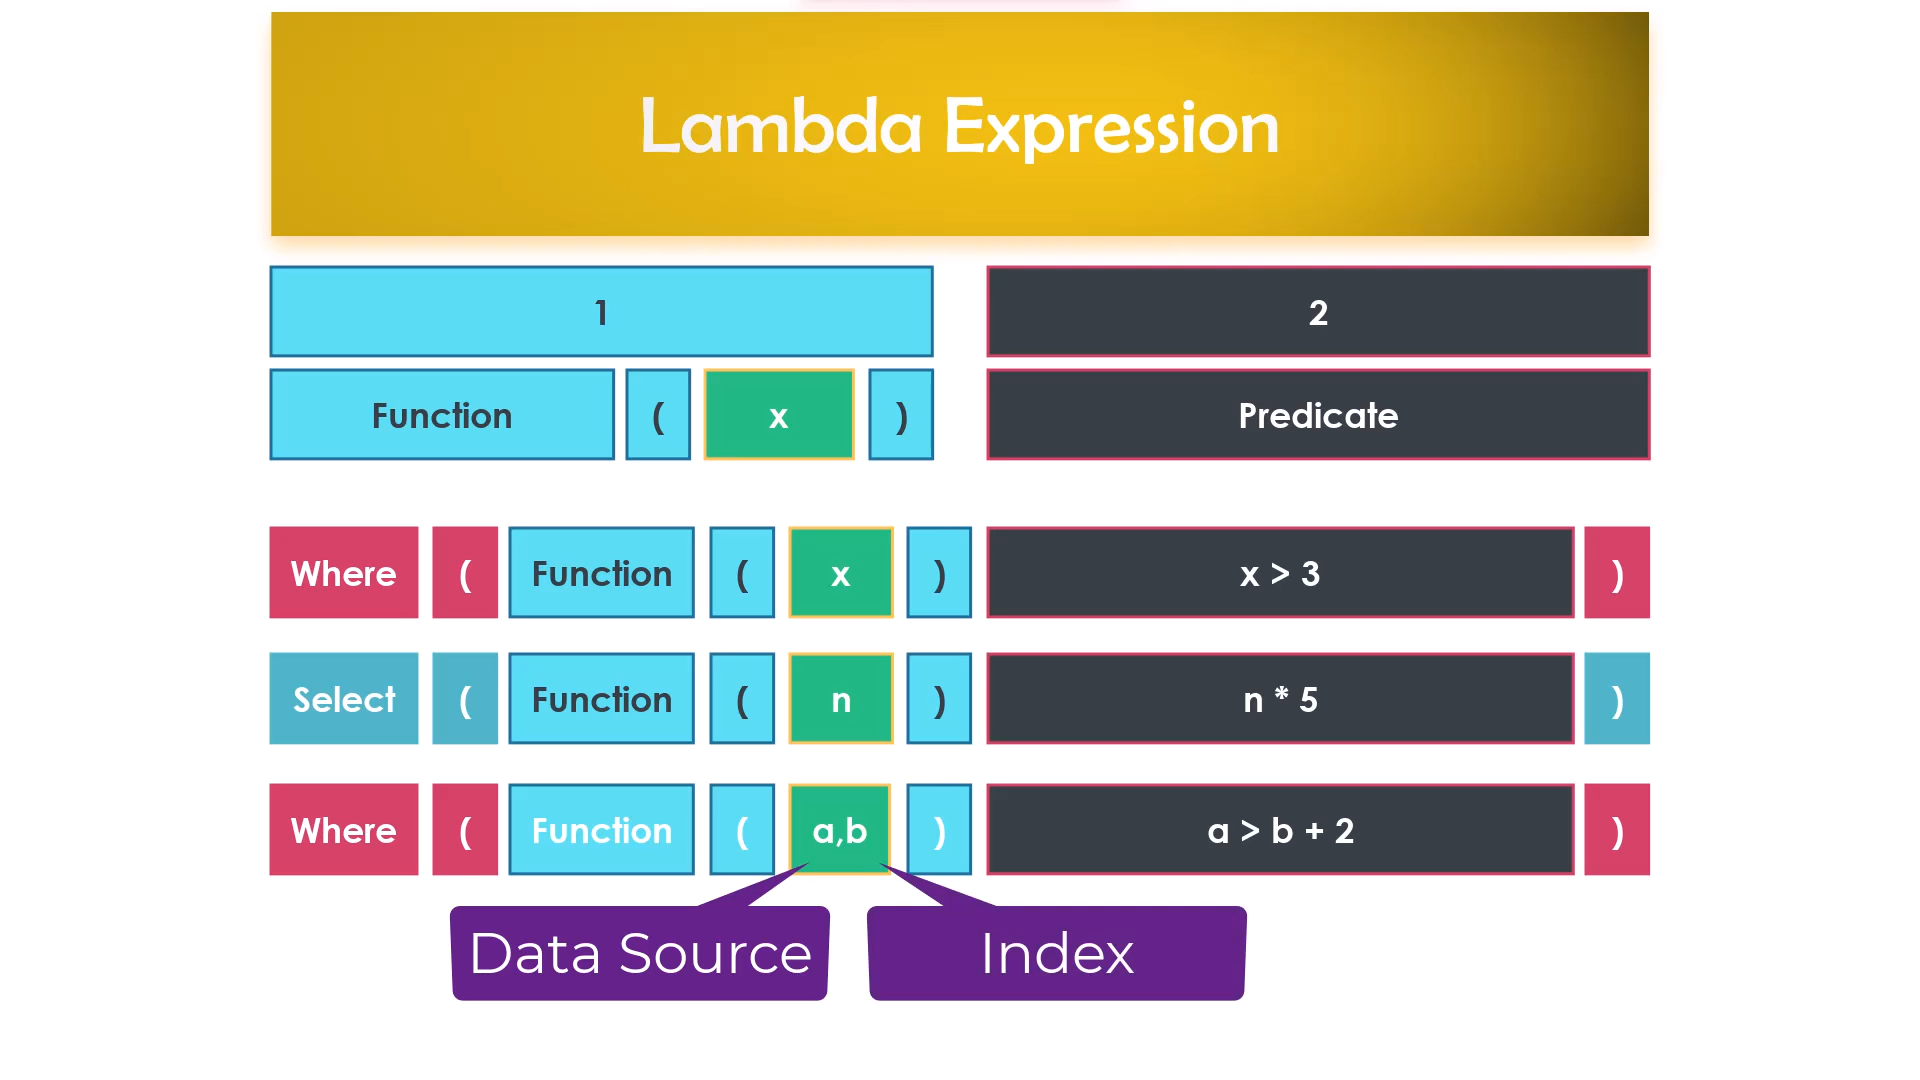 Lambda Expression
1 2
Function ( x ) Predicate
Where ( Function ( x ) x > 3 )
Select ( Function ( n ) n * 5 )
Where ( Function ( a,b ) a > b + 2 )
Data Source Index